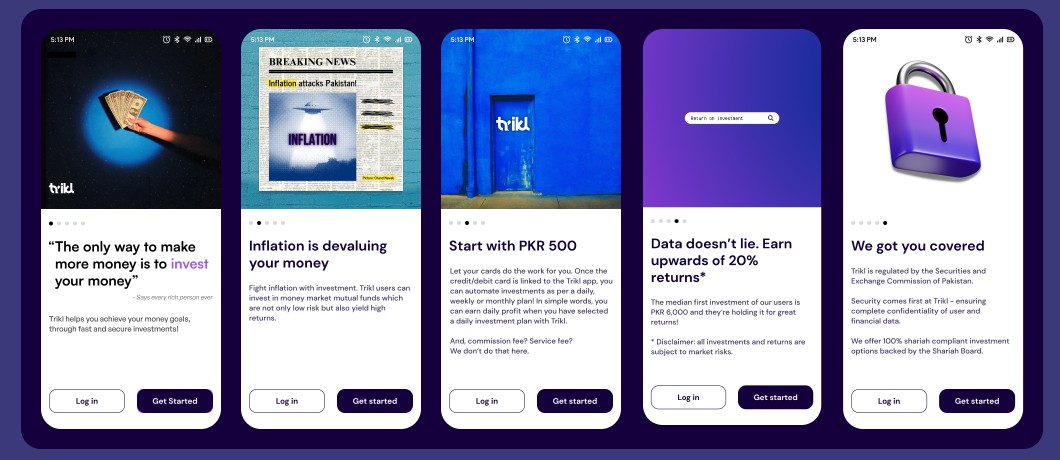 5:13 PM
trikl
“The only way to make
more money is to invest
your money”
~Says every rich person ever
Trikl helps you achieve your money goals,
through fast and secure investments!
Log in
Get Started
5:13 PM
BREAKING NEWS
Inflation attacks Pakistan!
INFLATION
Inflation is devaluing
your money
Fight inflation with investment. Trikl users can
invest in money market mutual funds which
are not only low risk but also yield high
returns.
Log in
Get started
5:13 PM
trikl
Start with PKR 500
Let your cards do the work for you. Once the
credit/debit card is linked to the Trikl app, you
can automate investments as per a daily,
weekly or monthly plan! In simple words, you
can earn daily profit when you have selected
a daily investment plan with Trikl.
And, commission fee? Service fee?
We don’t do that here.
Log in
Get started
Return on investment
Data doesn’t lie. Earn
upwards of 20%
returns*
The median first investment of our users is
PKR 6,000 and they’re holding it for great
returns!
* Disclaimer: all investments and returns are
subject to market risks.
Log in
Get started
5:13 PM
We got you covered
Trikl is regulated by the Securities and
Exchange Commission of Pakistan.
Security comes first at Trikl - ensuring
complete confidentiality of user and
financial data.
We offer 100% shariah compliant investment
options backed by the Shariah Board.
Log in
Get started